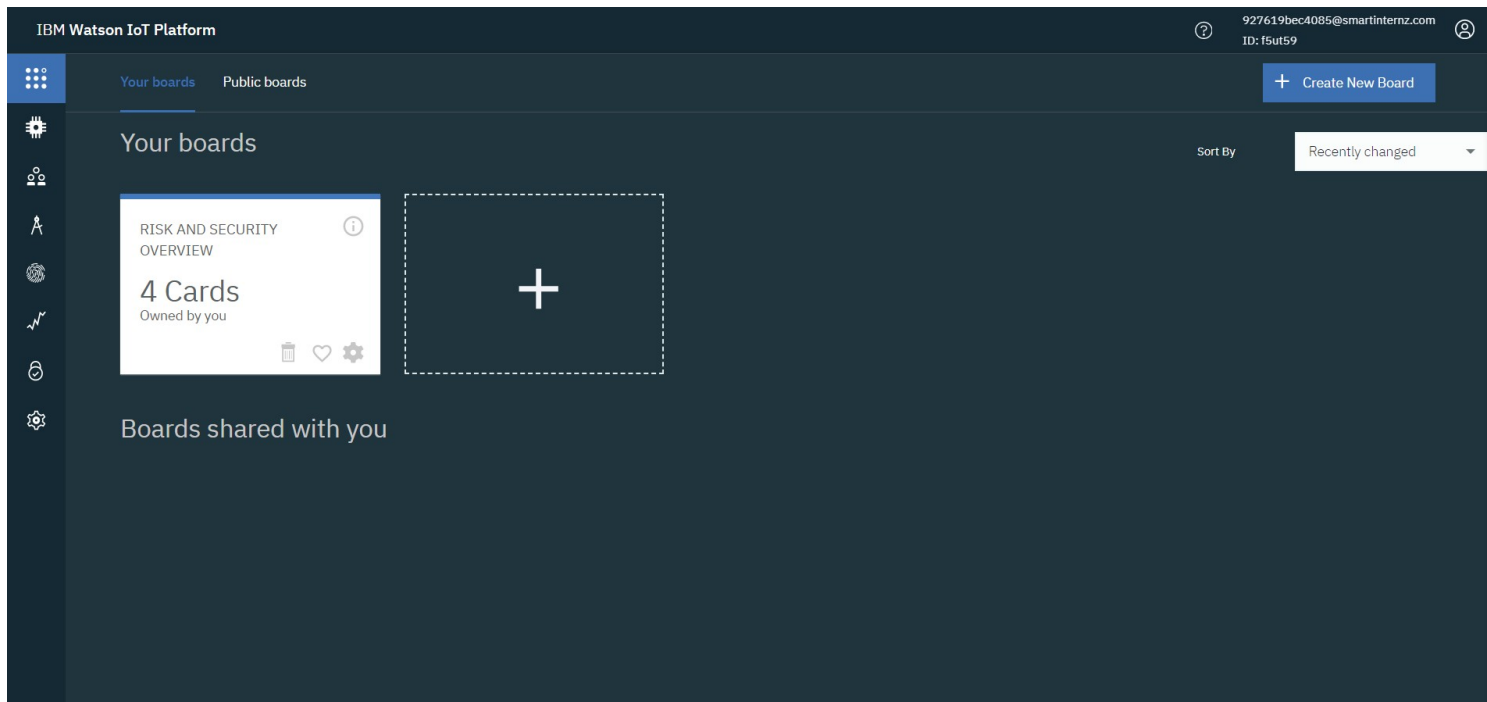 IBM Watson IoT Platform
927619bec4085@smartinternz.com
ID: f5ut59
Your boards
Public boards
+ Create New Board
Your boards
Sort By
Recently changed
RISK AND SECURITY
OVERVIEW
4 Cards
Owned by you
Boards shared with you